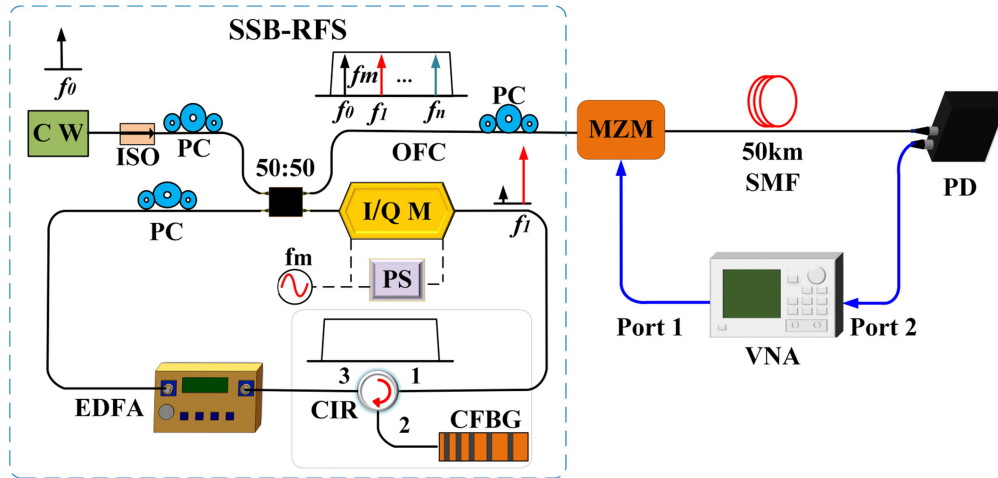 SSB-RFS
f0
fm ...
f0 f1 fn
PC
C W
ISO
PC
50:50
OFC
MZM
50km
SMF
PD
PC
I/Q M
f1
fm
PS
Port 1
VNA
Port 2
EDFA
3
1
CIR
2
CFBG